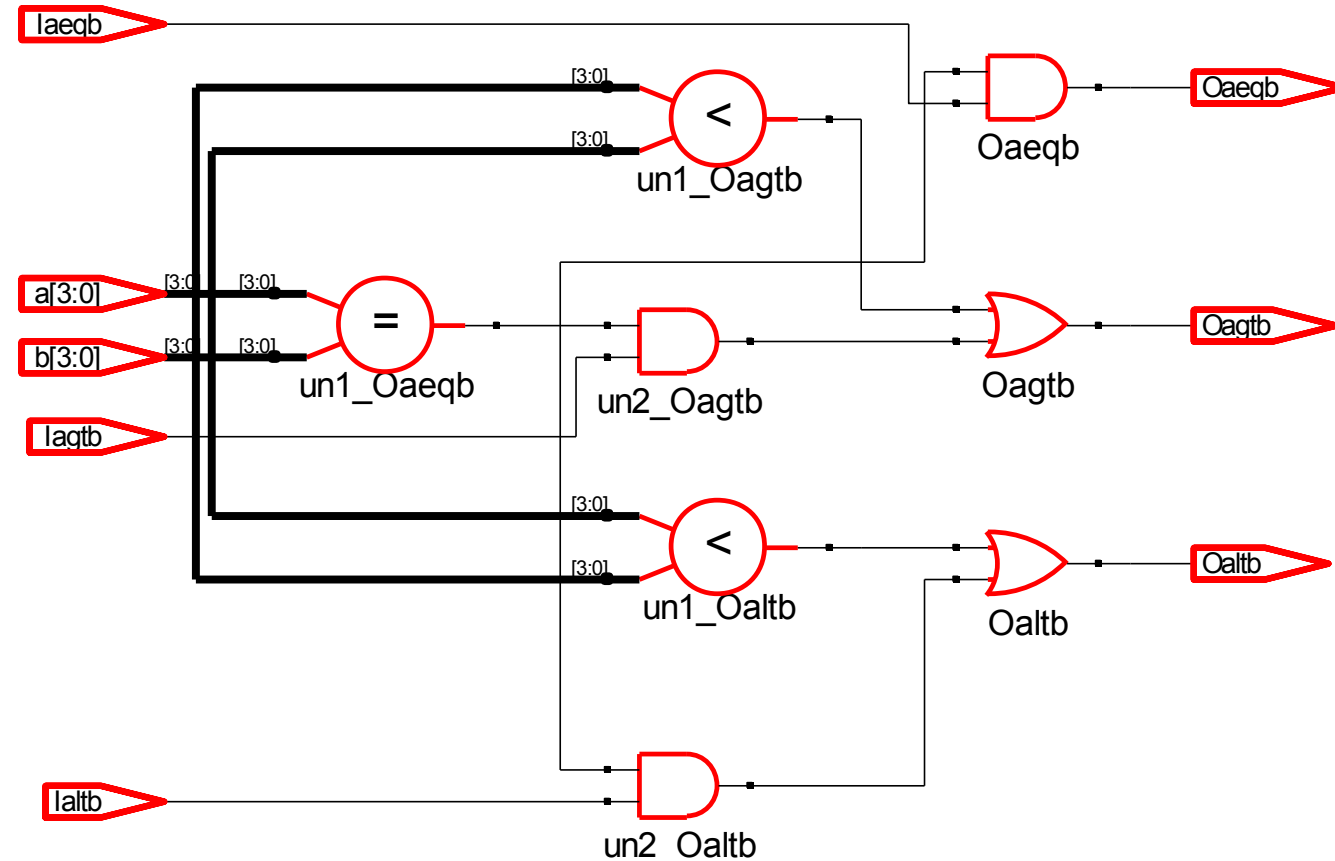 Iaeqb
[3:0]
[3:0]
<
un1_Oagtb
Oaeqb
Oaeqb
a[3:0]
[3:0]
[3:0]
b[3:0]
[3:0]
[3:0]
=
un1_Oaeqb
un2_Oagtb
Oagtb
Oagtb
Iagtb
[3:0]
[3:0]
<
un1_Oaltb
Oaltb
Oaltb
Ialtb
un2_Oaltb